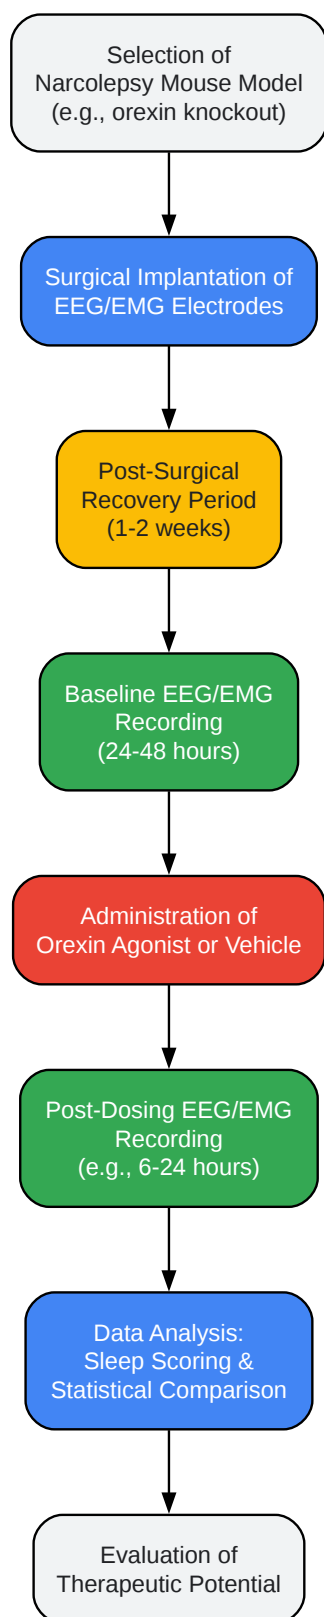 Selection of
Narcolepsy Mouse Model
(e.g., orexin knockout)
Surgical Implantation of
EEG/EMG Electrodes
Post-Surgical
Recovery Period
(1-2 weeks)
Baseline EEG/EMG
Recording
(24-48 hours)
Administration of
Orexin Agonist or Vehicle
Post-Dosing EEG/EMG
Recording
(e.g., 6-24 hours)
Data Analysis:
Sleep Scoring &
Statistical Comparison
Evaluation of
Therapeutic Potential